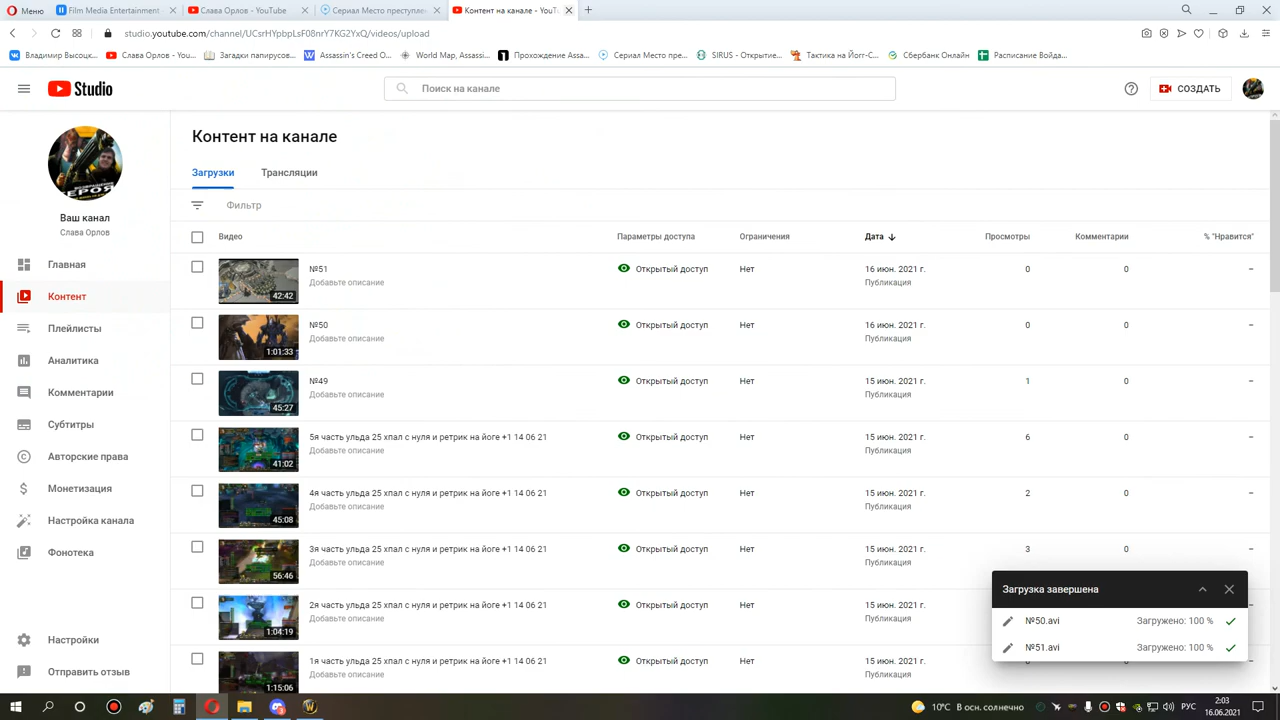 Меню
Film Media Entertainment
Слава Орлов - YouTube
Сериал Место преступле
Контент на канале - YouTu
studio.youtube.com/channel/UCsrHYpbpLsF08nrY7KG2YxQ/videos/upload
Владимир Высоцк...
Слава Орлов - You...
Загадки папирусов...
Assassin's Creed O...
World Map, Assassi...
Прохождение Assa...
Сериал Место пре...
SIRUS - Открытие...
Тактика на Йогг-С...
Сбербанк Онлайн
Расписание Войда...
Studio
Поиск на канале
СОЗДАТЬ
ЕРОЯ
Ваш канал
Слава Орлов
Главная
Контент
Плейлисты
Аналитика
Комментарии
Субтитры
Авторские права
Монетизация
Настройка канала
Фонотека
Настройки
Отправить отзыв
Контент на канале
Загрузки Трансляции
Фильтр
Видео Параметры доступа Ограничения Дата Просмотры Комментарии % "Нравится"
№51 Открытый доступ Нет 16 июн. 2021 г. 0 0 –
Добавьте описание Публикация
42:42
№50 Открытый доступ Нет 16 июн. 2021 г. 0 0 –
Добавьте описание Публикация
1:01:33
№49 Открытый доступ Нет 15 июн. 2021 г. 1 0 –
Добавьте описание Публикация
45:27
5я часть ульда 25 хпал с нуля и ретрик на йоге +1 14 06 21 Открытый доступ Нет 15 июн. 2021 г. 6 0 –
Добавьте описание Публикация
41:02
4я часть ульда 25 хпал с нуля и ретрик на йоге +1 14 06 21 Открытый доступ Нет 15 июн. 2021 г. 2 0 –
Добавьте описание Публикация
45:08
3я часть ульда 25 хпал с нуля и ретрик на йоге +1 14 06 21 Открытый доступ Нет 15 июн. 2021 г. 3 0 –
Добавьте описание Публикация
56:46
2я часть ульда 25 хпал с нуля и ретрик на йоге +1 14 06 21 Открытый доступ Нет 15 июн. 2021 г.
Добавьте описание Публикация
1:04:19
1я часть ульда 25 хпал с нуля и ретрик на йоге +1 14 06 21 Открытый доступ Нет 15 июн. 2021 г.
Добавьте описание Публикация
1:15:06
Загрузка завершена
№50.avi Загружено: 100 %
№51.avi Загружено: 100 %
10°C В осн. солнечно
РУС
2:03
16.06.2021